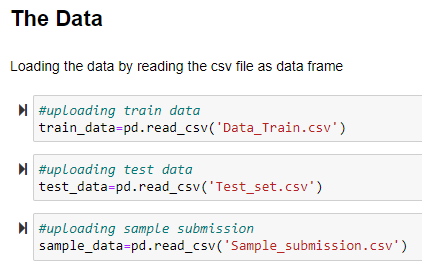 The Data
Loading the data by reading the csv file as data frame
#uploading train data
train_data=pd.read_csv('Data_Train.csv')
#uploading test data
test_data=pd.read_csv('Test_set.csv')
#uploading sample submission
sample_data=pd.read_csv('Sample_submission.csv')